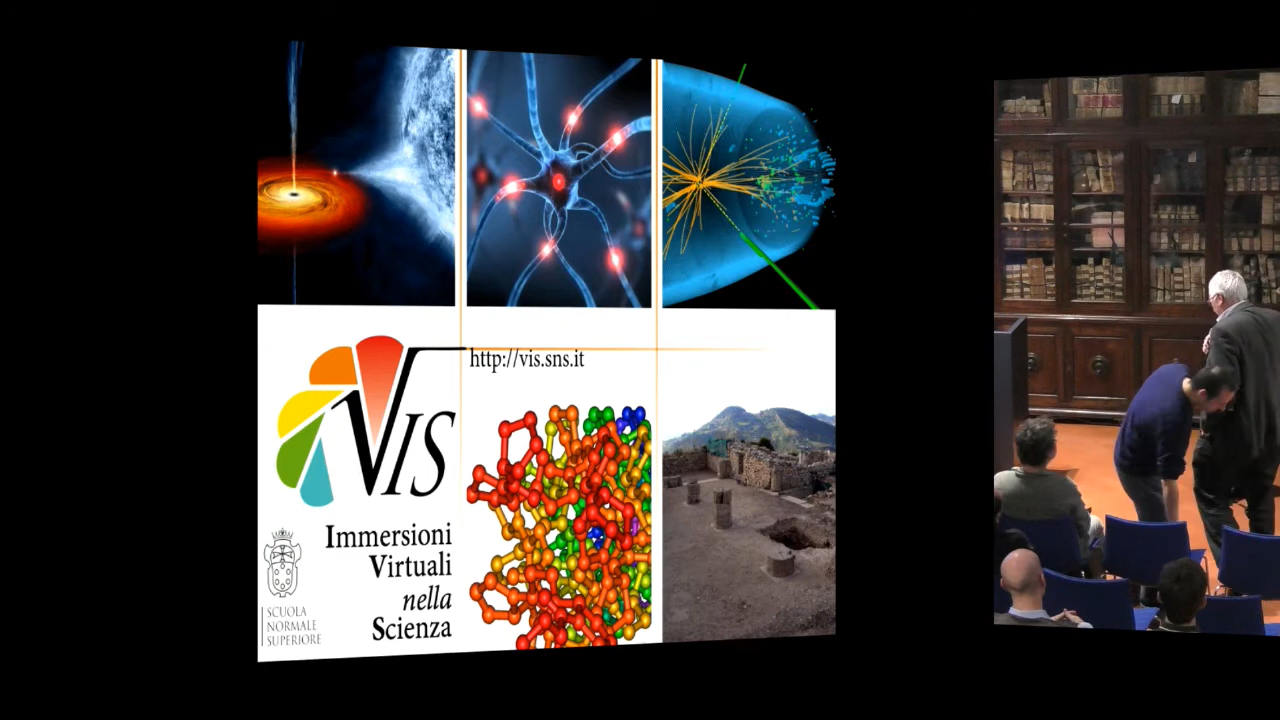 http://vis.sns.it
VIS
Immersioni
Virtuali
nella
Scienza
SCUOLA
NORMALE
SUPERIORE